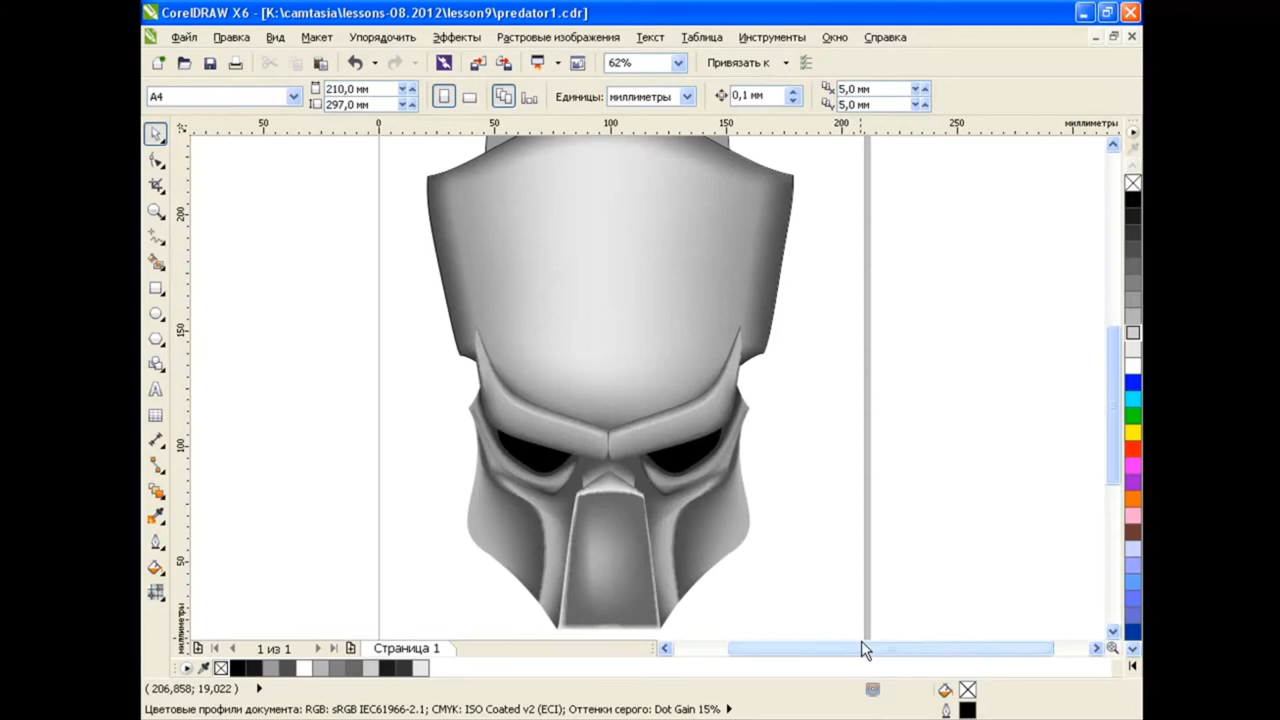 CorelDRAW X6 - [K:\camtasia\lessons-08.2012\lesson9\predator1.cdr]
Файл Правка Вид Макет Упорядочить Эффекты Растровые изображения Текст Таблица Инструменты Окно Справка
62% Привязать к
A4 210,0 мм 297,0 мм Единицы: миллиметры 0,1 мм 5,0 мм 5,0 мм
50 0 50 100 150 200 250 миллиметры
200
150
100
50
миллиметры
1 из 1 Страница 1
( 206,858; 19,022 )
Цветовые профили документа: RGB: sRGB IEC61966-2.1; CMYK: ISO Coated v2 (ECI); Оттенки серого: Dot Gain 15%